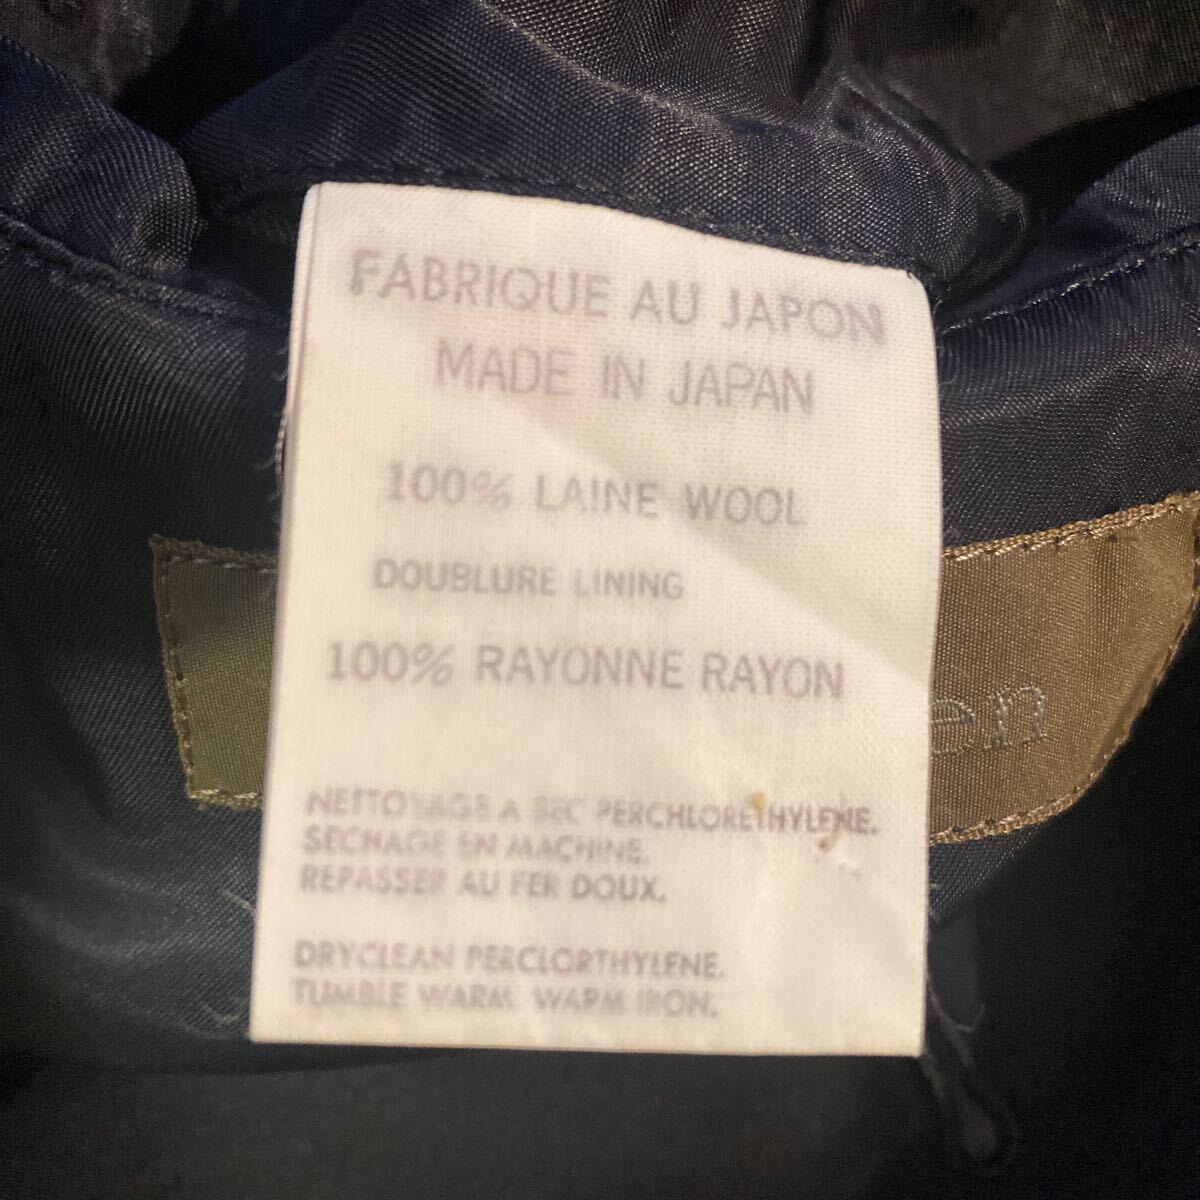 FABRIQUE AU JAPON
MADE IN JAPAN
100% LAINE WOOL
DOUBLURE LINING
100% RAYONNE RAYON
en
NETTOYAGE A SEC PERCHLORETHYLENE.
SECHAGE EN MACHINE.
REPASSER AU FER DOUX.
DRYCLEAN PERCLORTHYLENE.
TUMBLE WARM WARM IRON.